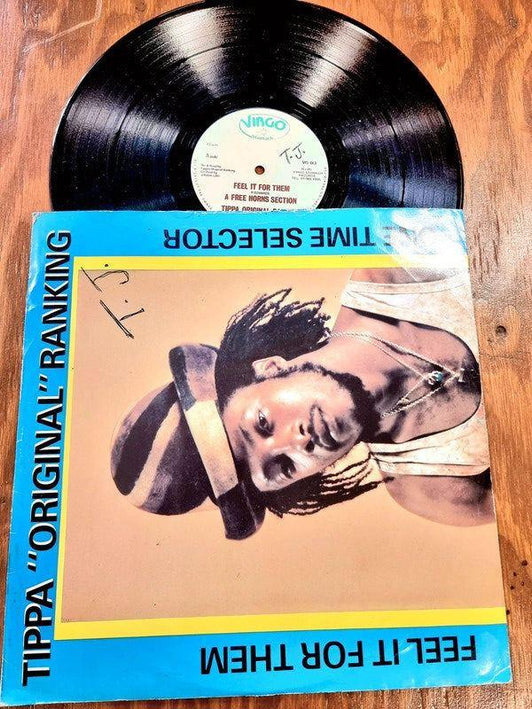 Virgo
Stomach
T.J.
FEEL IT FOR THEM
A FREE HORNS SECTION
TIPPA ORIGINAL
TIPPA "ORIGINAL" RANKING
TIME SELECTOR
T.J.
FEEL IT FOR THEM